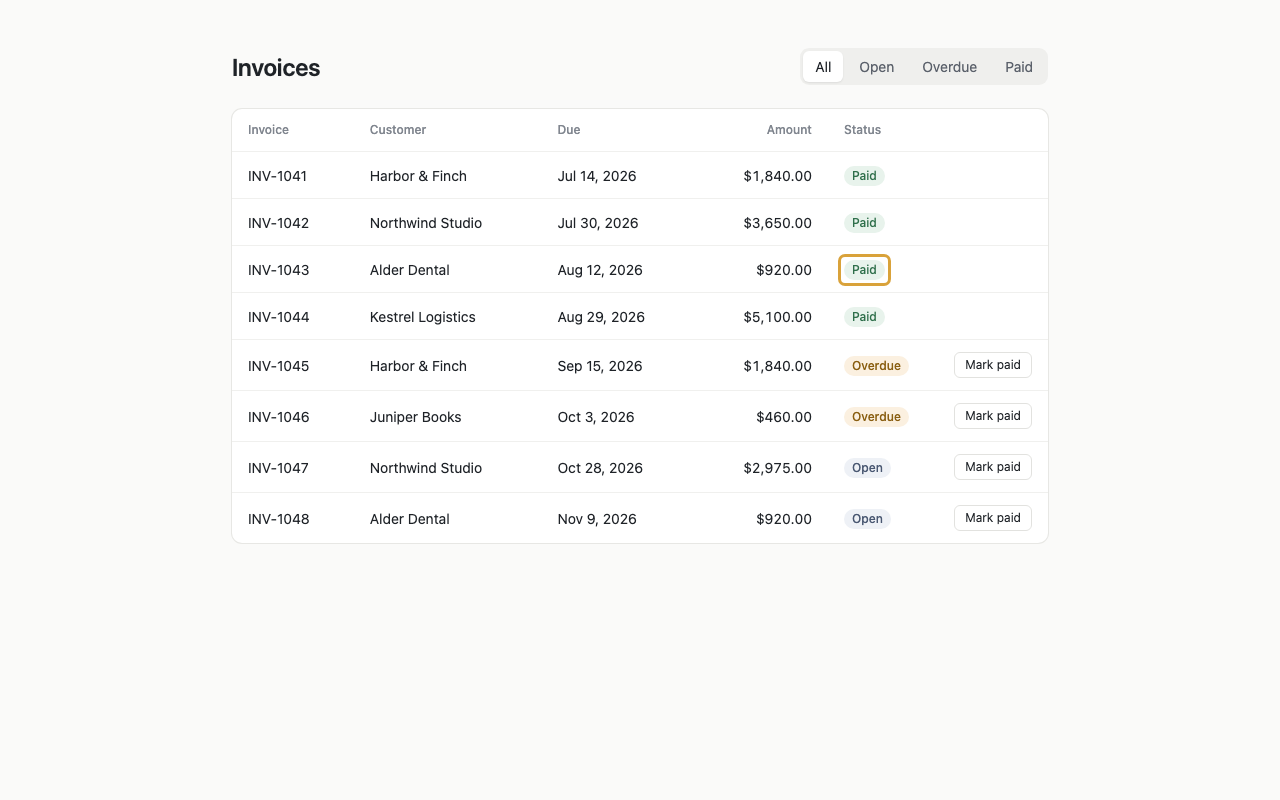 Invoices
All Open Overdue Paid
Invoice Customer Due Amount Status
INV-1041 Harbor & Finch Jul 14, 2026 $1,840.00 Paid
INV-1042 Northwind Studio Jul 30, 2026 $3,650.00 Paid
INV-1043 Alder Dental Aug 12, 2026 $920.00 Paid
INV-1044 Kestrel Logistics Aug 29, 2026 $5,100.00 Paid
INV-1045 Harbor & Finch Sep 15, 2026 $1,840.00 Overdue Mark paid
INV-1046 Juniper Books Oct 3, 2026 $460.00 Overdue Mark paid
INV-1047 Northwind Studio Oct 28, 2026 $2,975.00 Open Mark paid
INV-1048 Alder Dental Nov 9, 2026 $920.00 Open Mark paid